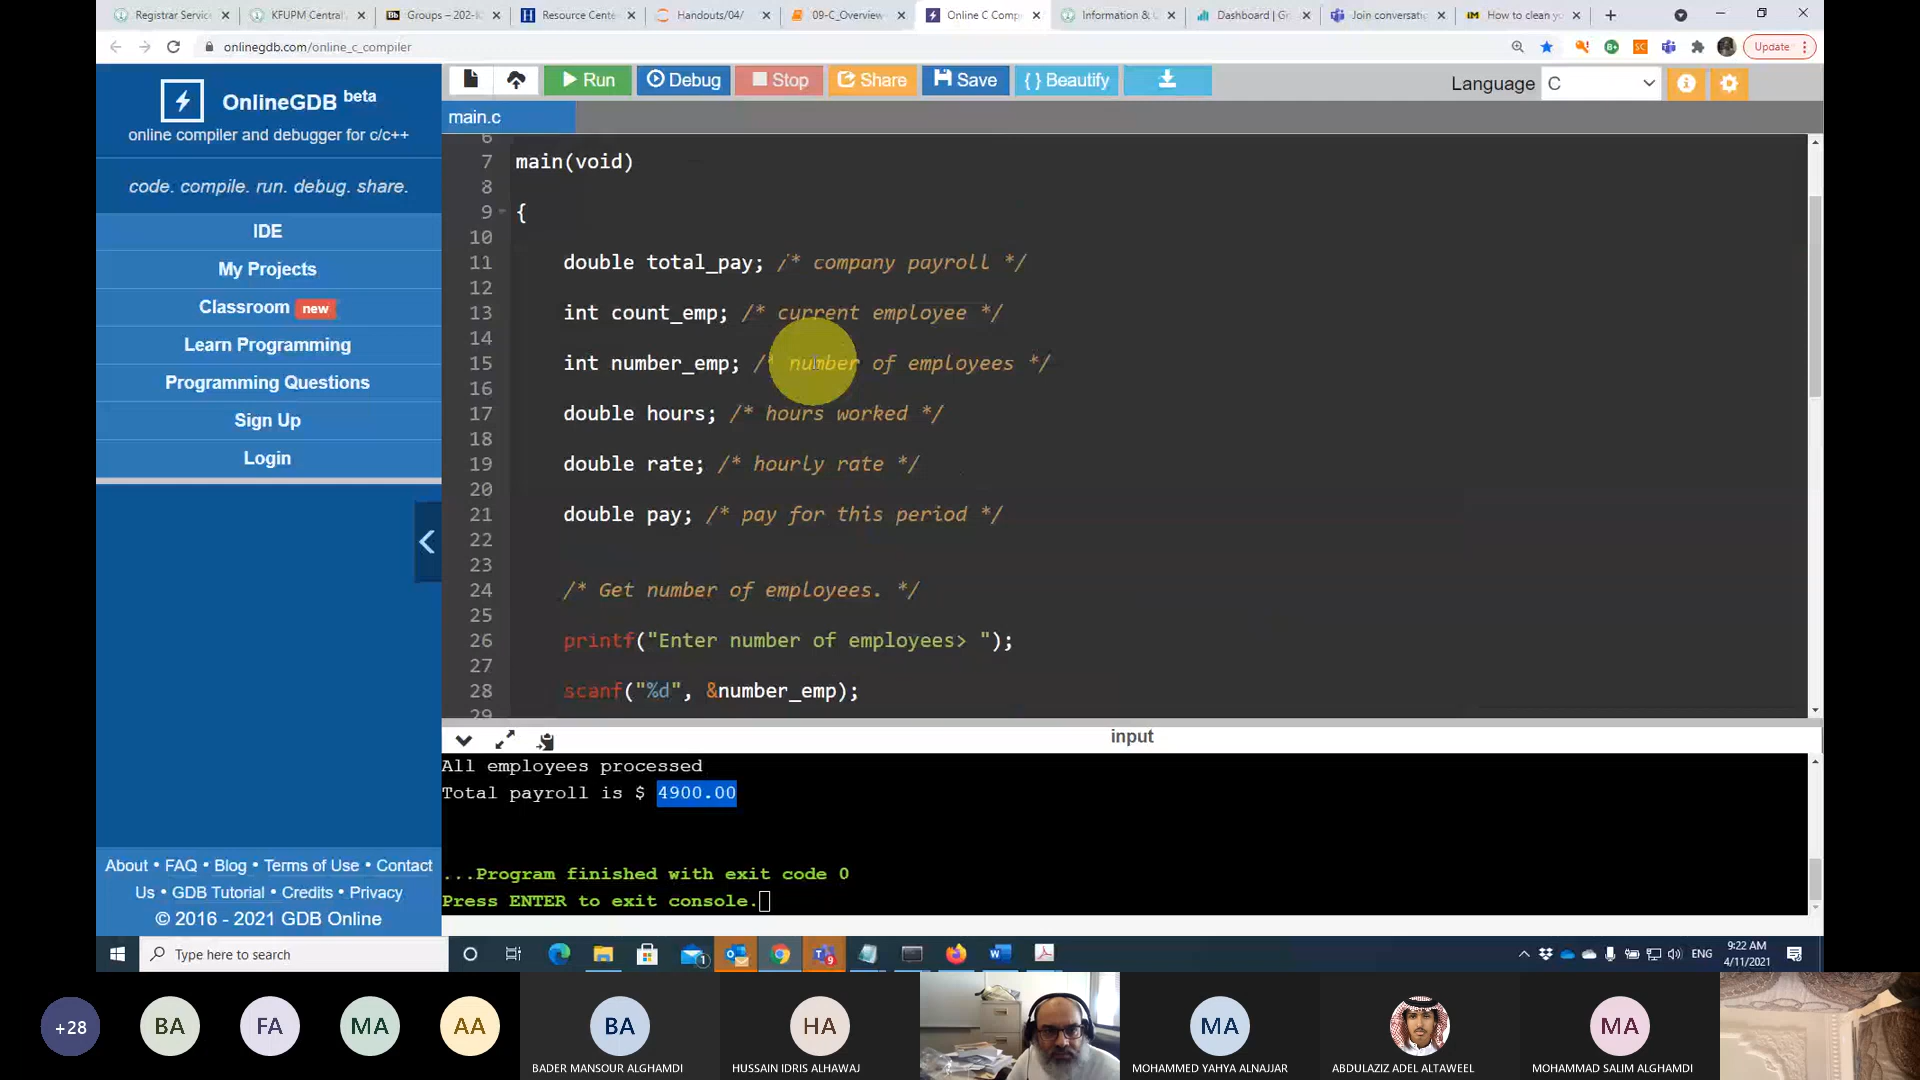 Registrar Servic
KFUPM Central
Groups – 202-
Resource Cente
Handouts/04/
09-C_Overview
Online C Comp
Information &
Dashboard | G
Join conversati
How to clean y
onlinegdb.com/online_c_compiler
Update
OnlineGDB beta
online compiler and debugger for c/c++
code. compile. run. debug. share.
IDE
My Projects
Classroom new
Learn Programming
Programming Questions
Sign Up
Login
About • FAQ • Blog • Terms of Use • Contact
Us • GDB Tutorial • Credits • Privacy
© 2016 - 2021 GDB Online
Run Debug Stop Share Save { } Beautify
Language C
main.c
6
7 main(void)
8
9 {
10
11 double total_pay; /* company payroll */
12
13 int count_emp; /* current employee */
14
15 int number_emp; /* number of employees */
16
17 double hours; /* hours worked */
18
19 double rate; /* hourly rate */
20
21 double pay; /* pay for this period */
22
23
24 /* Get number of employees. */
25
26 printf("Enter number of employees> ");
27
28 scanf("%d", &number_emp);
29
input
All employees processed
Total payroll is $ 4900.00
...Program finished with exit code 0
Press ENTER to exit console.
Type here to search
ENG
9:22 AM
4/11/2021
+28
BA
FA
MA
AA
BA
BADER MANSOUR ALGHAMDI
HA
HUSSAIN IDRIS ALHAWAJ
MA
MOHAMMED YAHYA ALNAJJAR
ABDULAZIZ ADEL ALTAWEEL
MA
MOHAMMAD SALIM ALGHAMDI